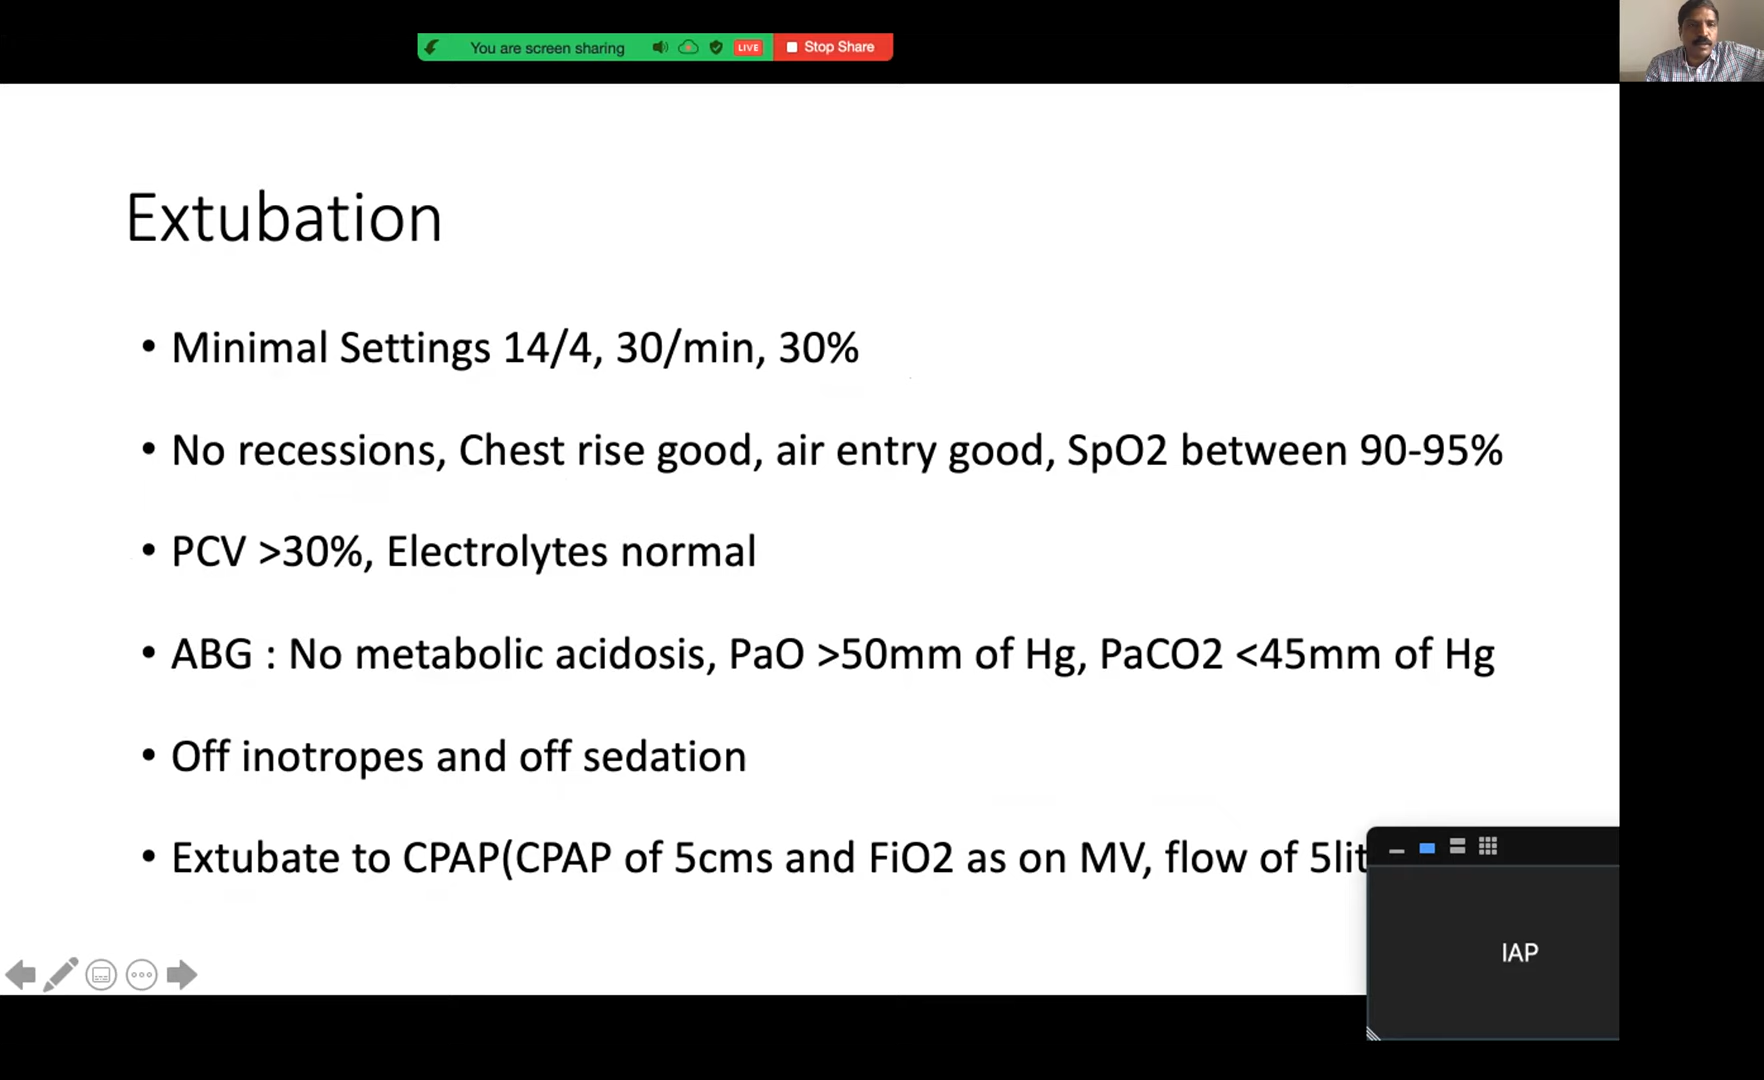 You are screen sharing LIVE Stop Share
Extubation
• Minimal Settings 14/4, 30/min, 30%
• No recessions, Chest rise good, air entry good, SpO2 between 90-95%
• PCV >30%, Electrolytes normal
• ABG : No metabolic acidosis, PaO >50mm of Hg, PaCO2 <45mm of Hg
• Off inotropes and off sedation
• Extubate to CPAP(CPAP of 5cms and FiO2 as on MV, flow of 5lit
IAP